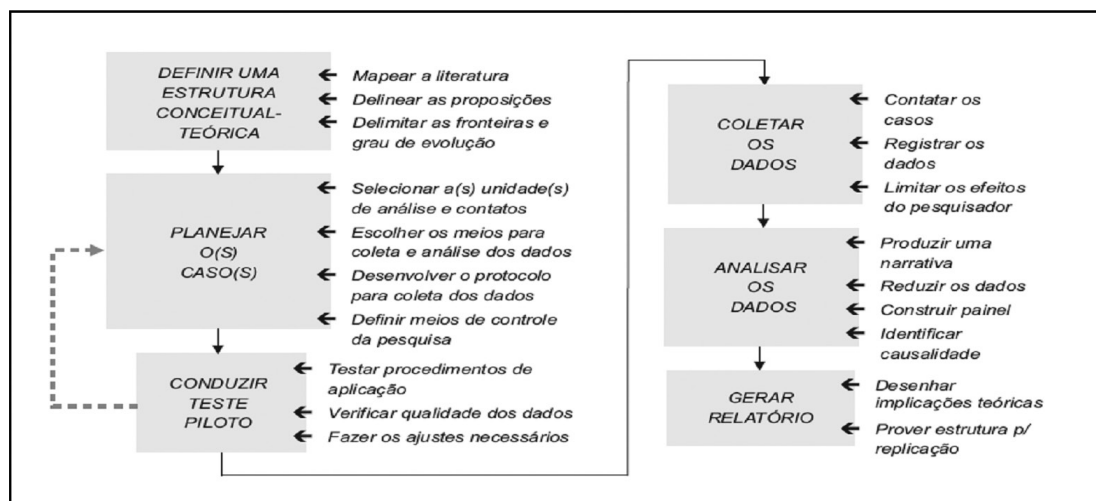 DEFINIR UMA
ESTRUTURA
CONCEITUAL-
TEÓRICA
← Mapear a literatura
← Delinear as proposições
← Delimitar as fronteiras e
grau de evolução
PLANEJAR
O(S)
CASO(S)
← Selecionar a(s) unidade(s)
de análise e contatos
← Escolher os meios para
coleta e análise dos dados
← Desenvolver o protocolo
para coleta dos dados
← Definir meios de controle
da pesquisa
CONDUZIR
TESTE
PILOTO
← Testar procedimentos de
aplicação
← Verificar qualidade dos dados
← Fazer os ajustes necessários
COLETAR
OS
DADOS
← Contatar os
casos
← Registrar os
dados
← Limitar os efeitos
do pesquisador
ANALISAR
OS
DADOS
← Produzir uma
narrativa
← Reduzir os dados
← Construir painel
← Identificar
causalidade
GERAR
RELATÓRIO
← Desenhar
implicações teóricas
← Prover estrutura p/
replicação